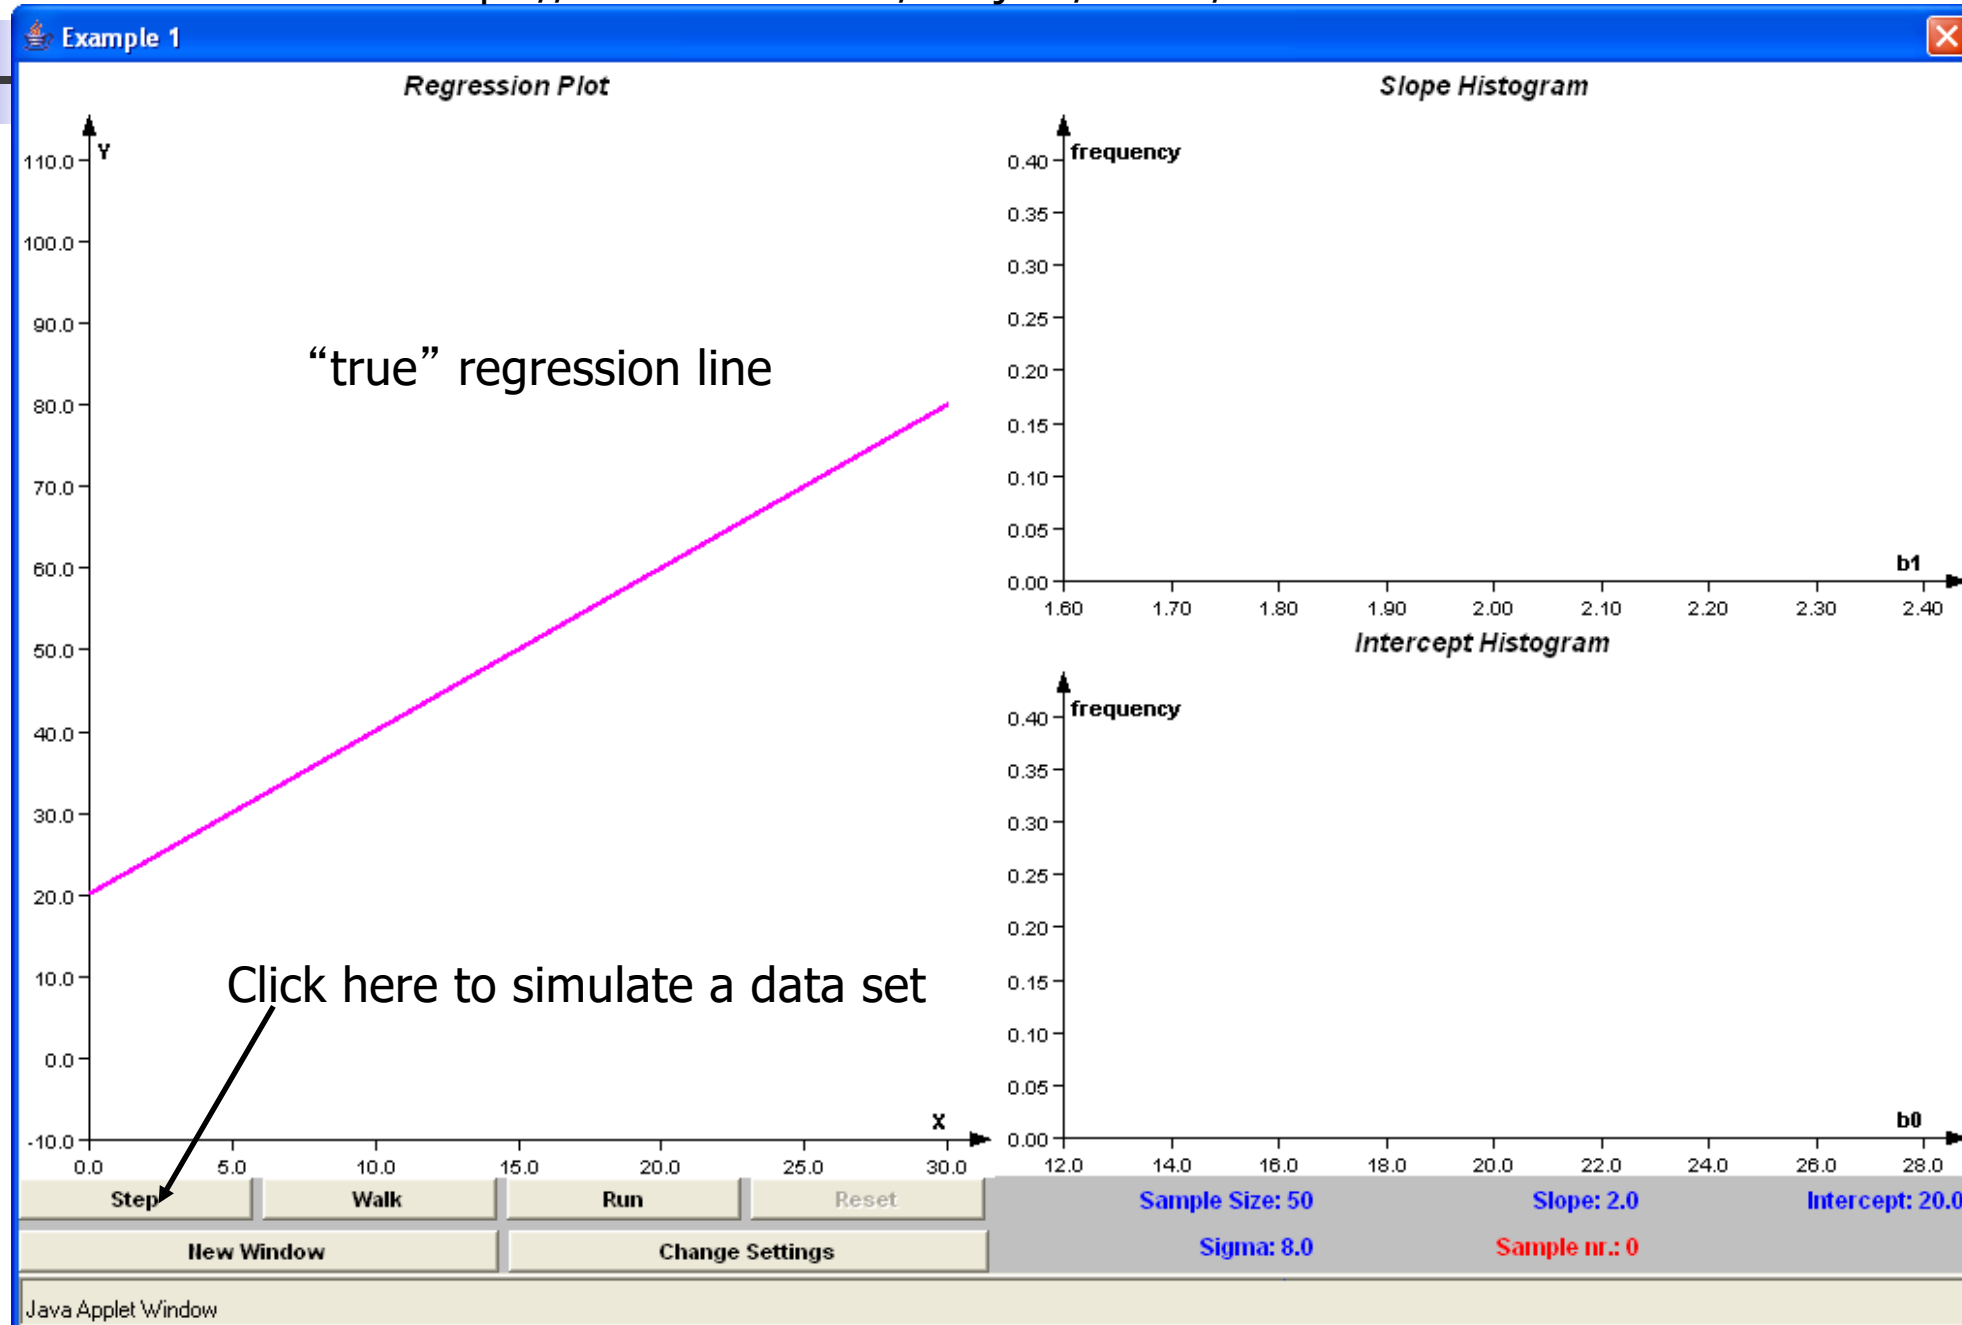 Example 1
Regression Plot
Y
110.0
100.0
90.0
80.0
70.0
60.0
50.0
40.0
30.0
20.0
10.0
0.0
-10.0
“true” regression line
Click here to simulate a data set
X
0.0 5.0 10.0 15.0 20.0 25.0 30.0
Slope Histogram
frequency
0.40
0.35
0.30
0.25
0.20
0.15
0.10
0.05
0.00
b1
1.60 1.70 1.80 1.90 2.00 2.10 2.20 2.30 2.40
Intercept Histogram
frequency
0.40
0.35
0.30
0.25
0.20
0.15
0.10
0.05
0.00
b0
12.0 14.0 16.0 18.0 20.0 22.0 24.0 26.0 28.0
Step Walk Run Reset
Sample Size: 50 Slope: 2.0 Intercept: 20.0
New Window Change Settings
Sigma: 8.0 Sample nr.: 0
Java Applet Window